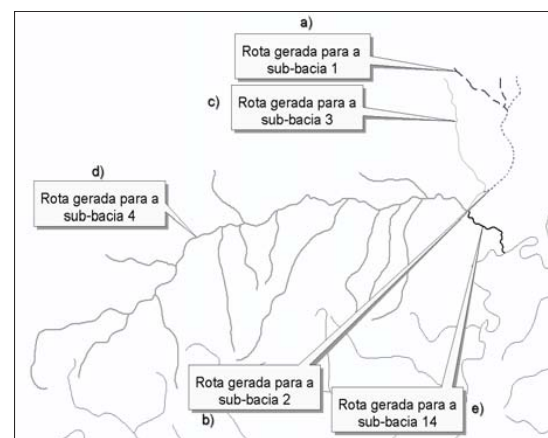 a)
Rota gerada para a
sub-bacia 1
c)
Rota gerada para a
sub-bacia 3
d)
Rota gerada para a
sub-bacia 4
Rota gerada para a
sub-bacia 2
b)
Rota gerada para a
sub-bacia 14
e)